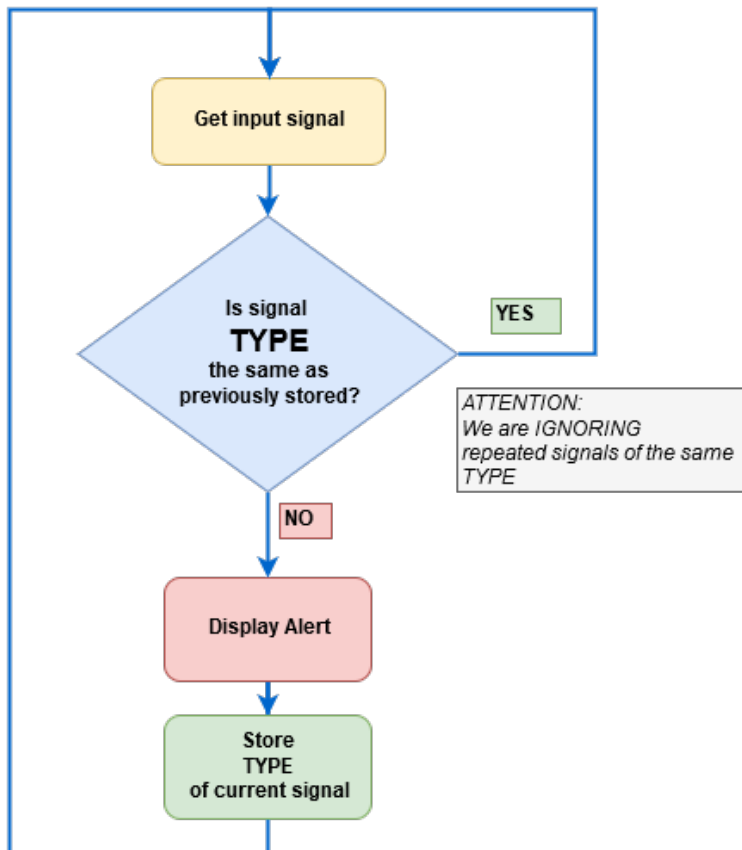 Get input signal
Is signal
TYPE
the same as
previously stored?
YES
ATTENTION:
We are IGNORING
repeated signals of the same
TYPE
NO
Display Alert
Store
TYPE
of current signal